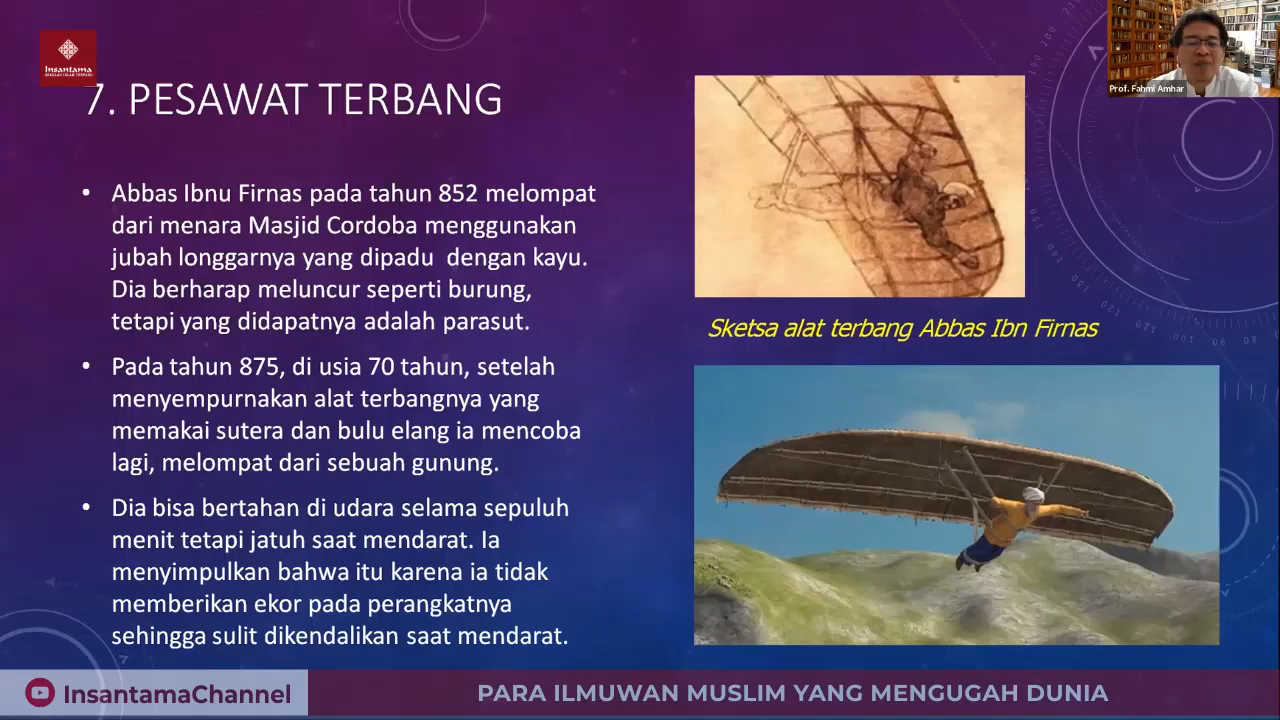 Insantama
SEKOLAH ISLAM TERPADU
7. PESAWAT TERBANG
• Abbas Ibnu Firnas pada tahun 852 melompat
dari menara Masjid Cordoba menggunakan
jubah longgarnya yang dipadu dengan kayu.
Dia berharap meluncur seperti burung,
tetapi yang didapatnya adalah parasut.
• Pada tahun 875, di usia 70 tahun, setelah
menyempurnakan alat terbangnya yang
memakai sutera dan bulu elang ia mencoba
lagi, melompat dari sebuah gunung.
• Dia bisa bertahan di udara selama sepuluh
menit tetapi jatuh saat mendarat. Ia
menyimpulkan bahwa itu karena ia tidak
memberikan ekor pada perangkatnya
sehingga sulit dikendalikan saat mendarat.
Sketsa alat terbang Abbas Ibn Firnas
Prof. Fahmi Amhar
InsantamaChannel
PARA ILMUWAN MUSLIM YANG MENGUGAH DUNIA